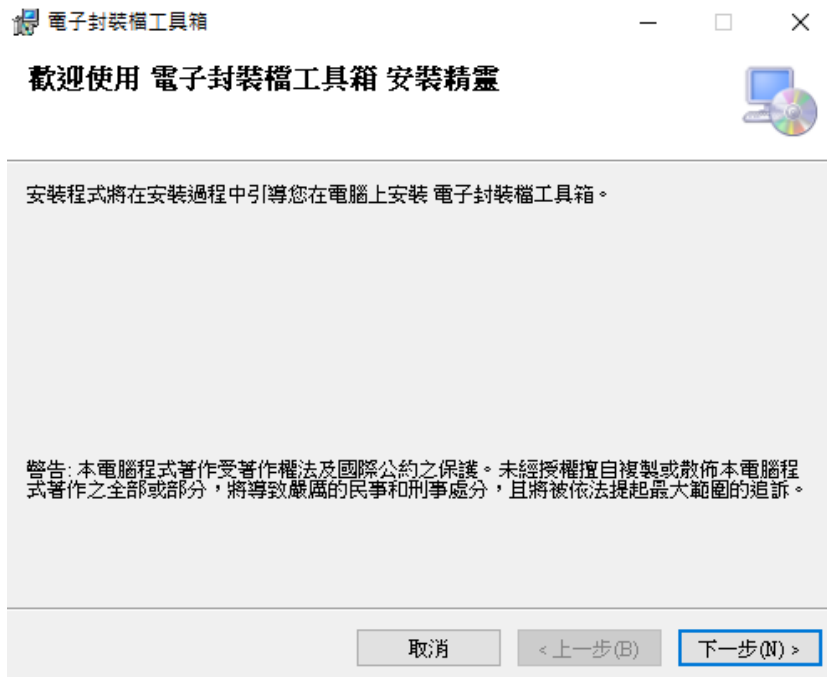 電子封裝檔工具箱
歡迎使用 電子封裝檔工具箱 安裝精靈
安裝程式將在安裝過程中引導您在電腦上安裝 電子封裝檔工具箱。
警告: 本電腦程式著作受著作權法及國際公約之保護。未經授權擅自複製或散佈本電腦程
式著作之全部或部分，將導致嚴厲的民事和刑事處分，且將被依法提起最大範圍的追訴。
取消
< 上一步(B)
下一步(N) >